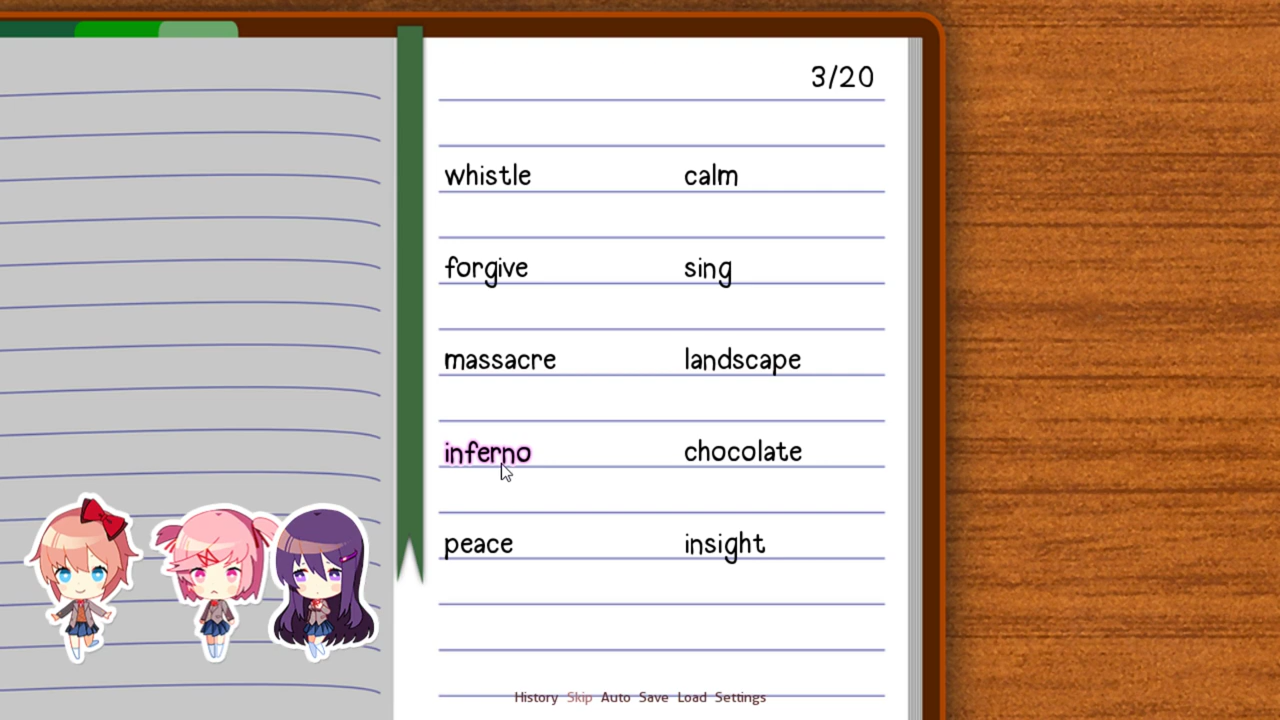 3/20
whistle calm
forgive sing
massacre landscape
inferno chocolate
peace insight
History Skip Auto Save Load Settings